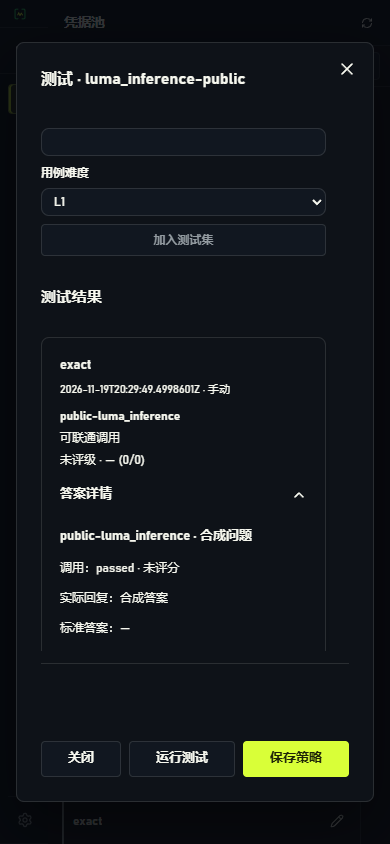 凭据池
测试 · luma_inference-public
用例难度
L1
加入测试集
测试结果
exact
2026-11-19T20:29:49.4998601Z · 手动
public-luma_inference
可联通调用
未评级 · — (0/0)
答案详情
public-luma_inference · 合成问题
调用：passed · 未评分
实际回复：合成答案
标准答案：—
关闭
运行测试
保存策略
exact